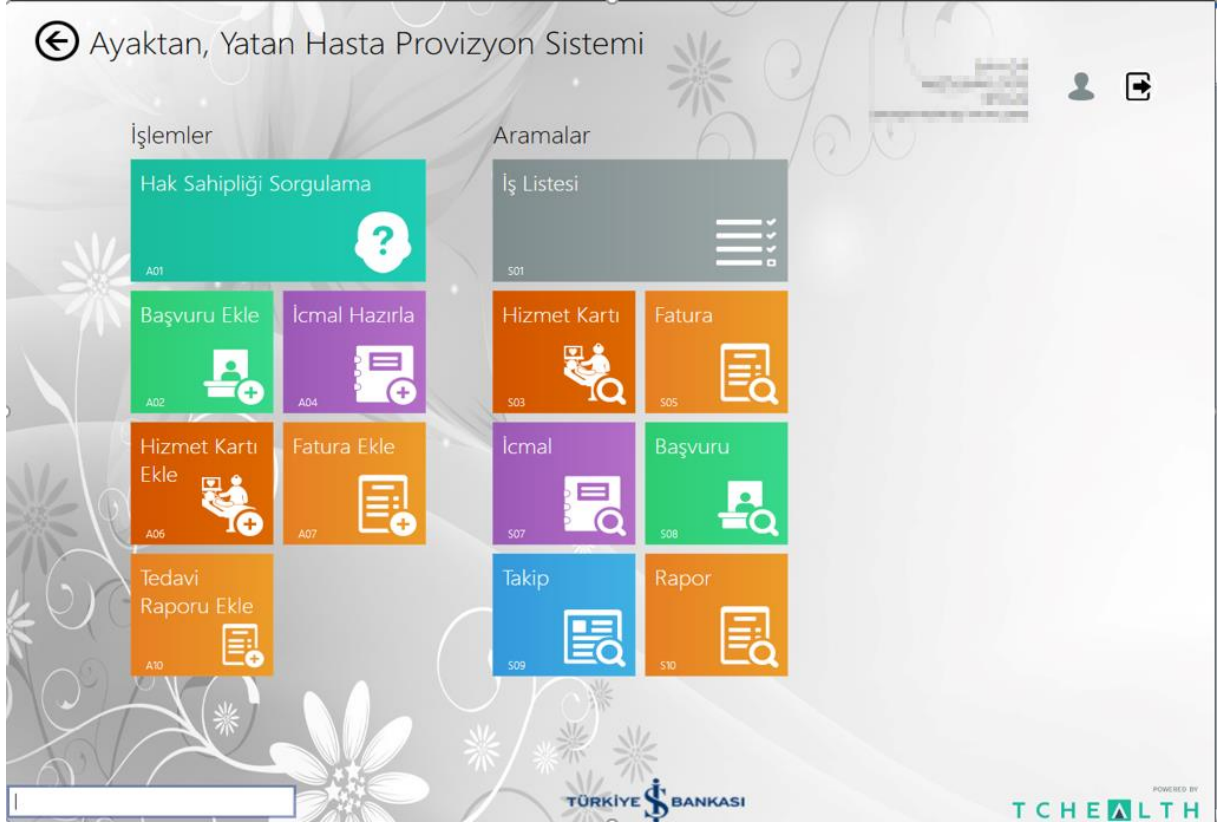 Ayaktan, Yatan Hasta Provizyon Sistemi
İşlemler
Hak Sahipliği Sorgulama
?
A01
Başvuru Ekle
A02
İcmal Hazırla
A04
Hizmet Kartı
Ekle
A06
Fatura Ekle
A07
Tedavi
Raporu Ekle
A10
Aramalar
İş Listesi
S01
Hizmet Kartı
S03
Fatura
S05
İcmal
S07
Başvuru
S08
Takip
S09
Rapor
S10
TÜRKİYE İŞ BANKASI
POWERED BY
TCHEALTH